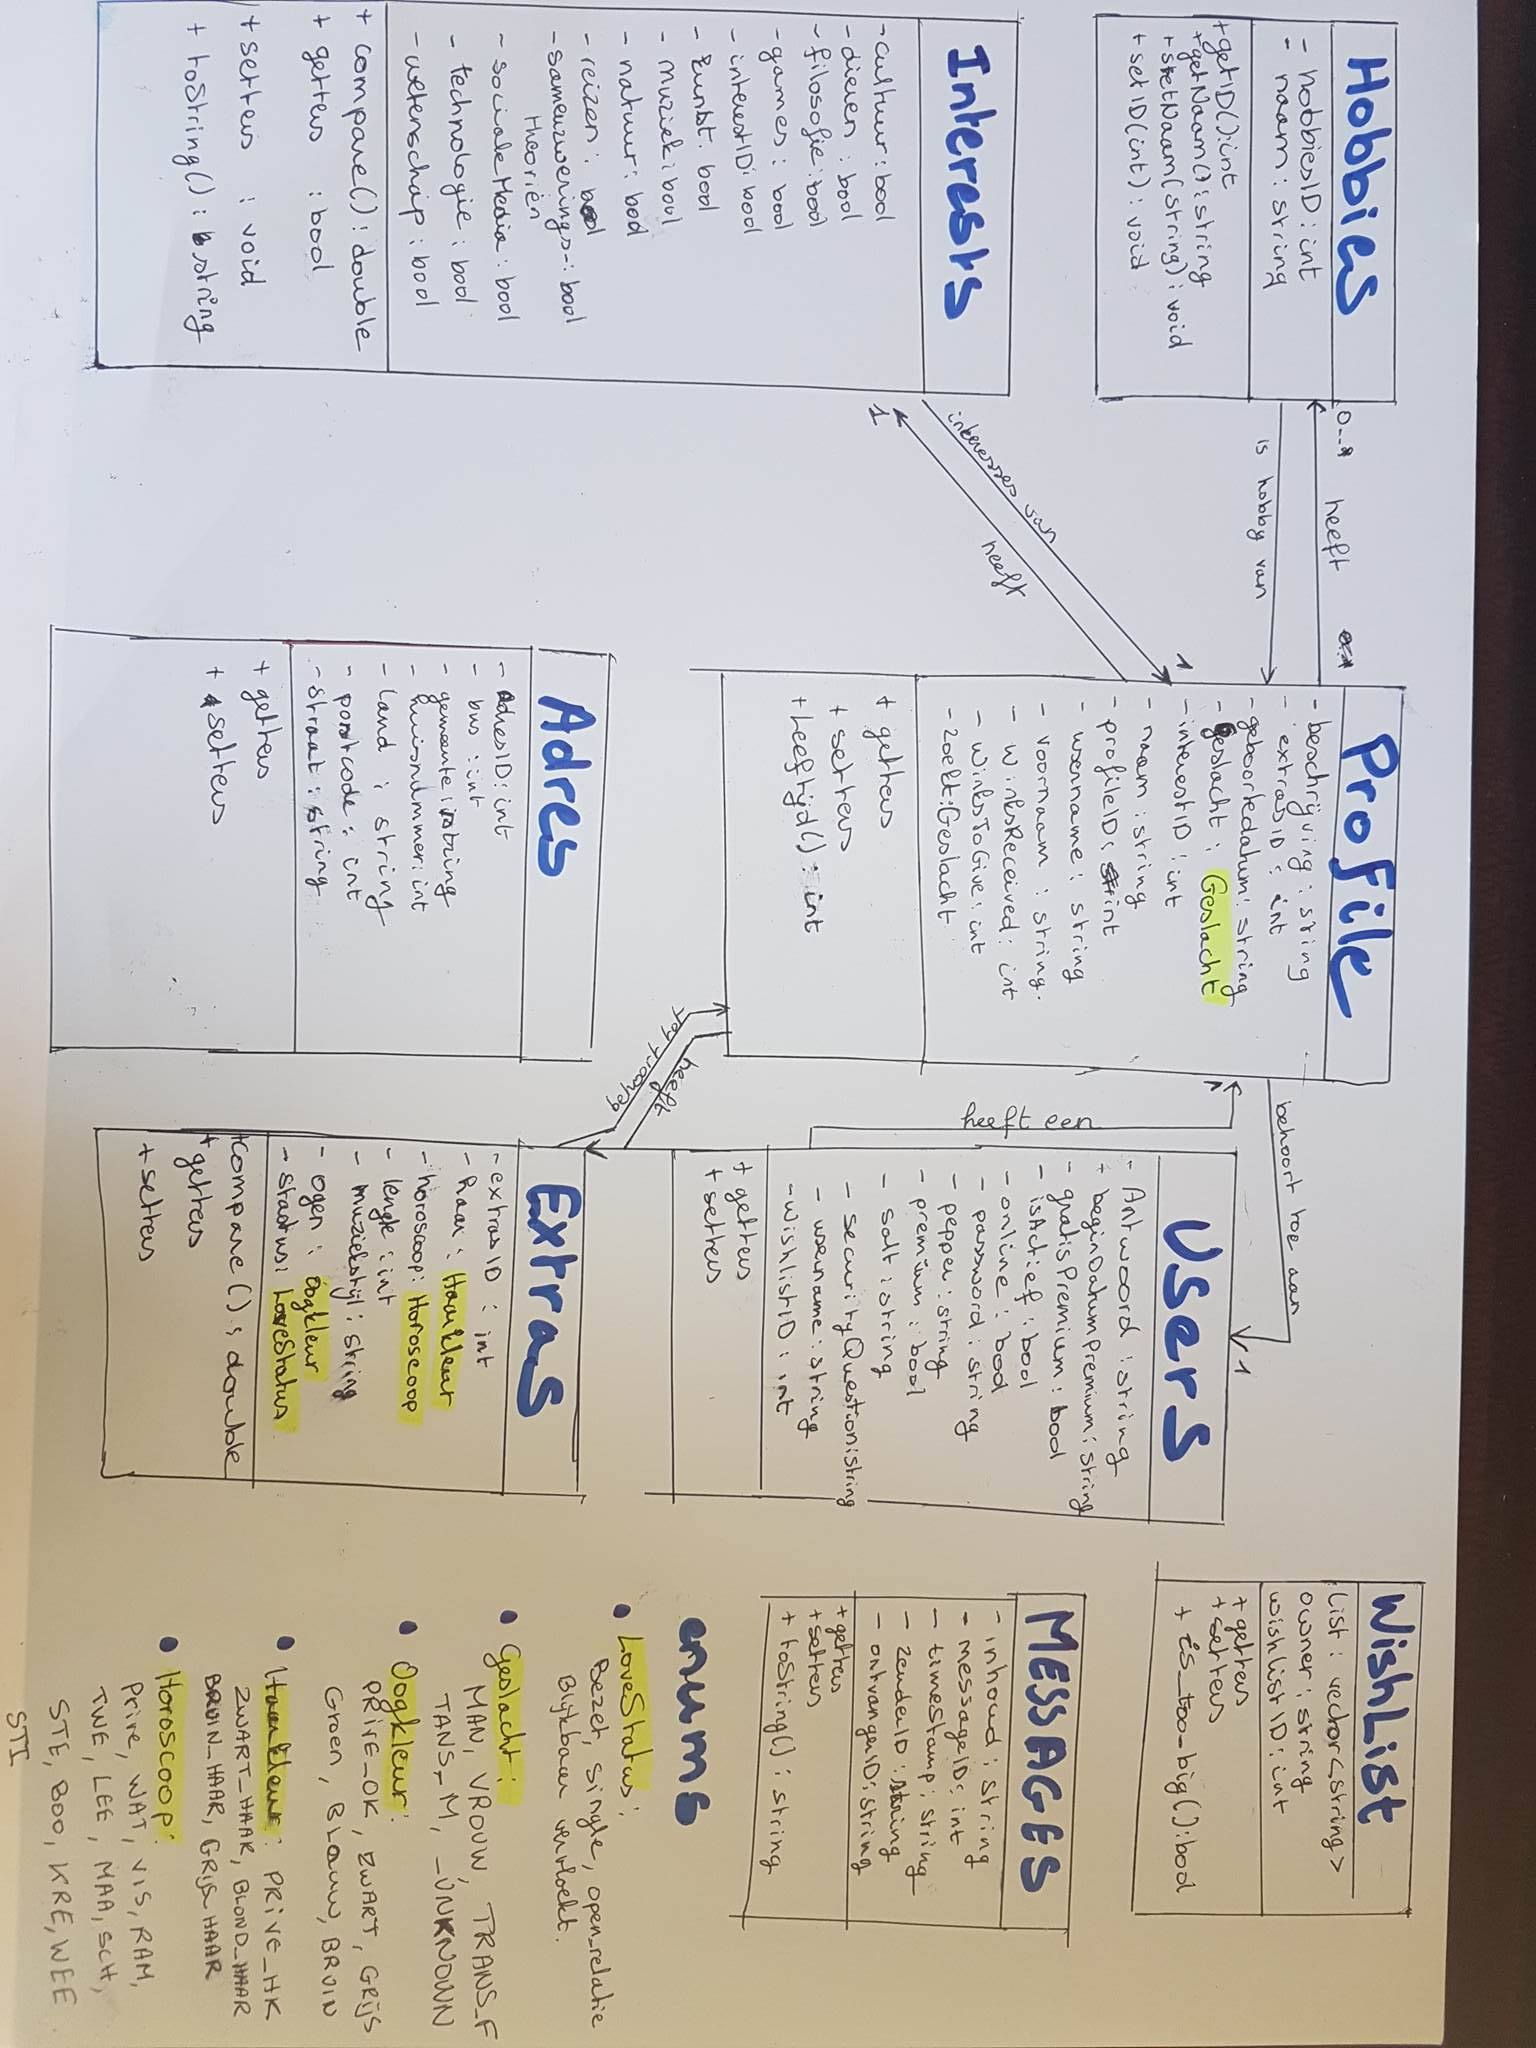 Hobbies
- hobbiesID : int
- naam : string
+ getID() : int
+ getNaam() : string
+ setNaam(string) : void
+ setID(int) : void
0..
heeft
is hobby van
Interests
- cultuur : bool
- dieren : bool
- filosofie : bool
- games : bool
- interestID : bool
- kunst : bool
- muziek : bool
- natuur : bool
- reizen : bool
- samenzwerings- : bool
theoriën
- socialeMedia : bool
- technologie : bool
- wetenschap : bool
+ compare() : double
+ getters : bool
+ setters : void
+ toString() : string
interesses van
heeft
1
1
Profile
- beschrijving : string
- extrasID : int
- geboortedatum : string
- geslacht : Geslacht
- interestID : int
- naam : string
- profileID : int
- username : string
- voornaam : string.
- WinksReceived : int
- WinksToGive : int
- zoekt : Geslacht
+ getters
+ setters
+ Leeftijd() : int
Adres
- adresID : int
- bus : int
- gemeente : string
- huisnummer : int
- land : string
- postcode : int
- straat : string
+ getters
+ setters
behoort tot
heeft
heeft een
1
behoort toe aan
1
Users
- Antwoord : string
+ beginDatumpremium : string
- gratisPremium : bool
- isActief : bool
- online : bool
- password : string
- pepper : string
- premium : bool
- salt : string
- securityQuestion : string
- username : string
- WishlistID : int
+ getters
+ setters
Extras
- extrasID : int
- haar : Haarkleur
- horoscoop : Horoscoop
- lengte : int
- muziekstijl : string
- ogen : Oogkleur
- status : LoveStatus
+ compare() : double
+ getters
+ setters
WishList
list : vector<string>
owner : string
wishlistID : int
+ getters
+ setters
+ is_too_big() : bool
MESSAGES
- inhoud : string
- messageID : int
- timeStamp : string
- zenderID : string
- ontvangerID : string
+ getters
+ setters
+ toString() : string
enums
• LoveStatus :
Bezet, single, open_relatie
Blijkbaar
• Geslacht :
MAN, VROUW, TRANS_F
TANS_M, _UNKNOWN
• Oogkleur :
PRIVE_OK, ZWART, GRIJS
Groen, BLauw, BRUIN
• Haarkleur : PRIVE_HK
ZWART_HAAR, BLOND_HAAR
BRUIN_HAAR, GRIJS_HAAR
• Horoscoop :
Prive, WAT, VIS, RAM,
TWE, LEE, MAA, SCH,
STE, BOO, KRE, WEE
STI